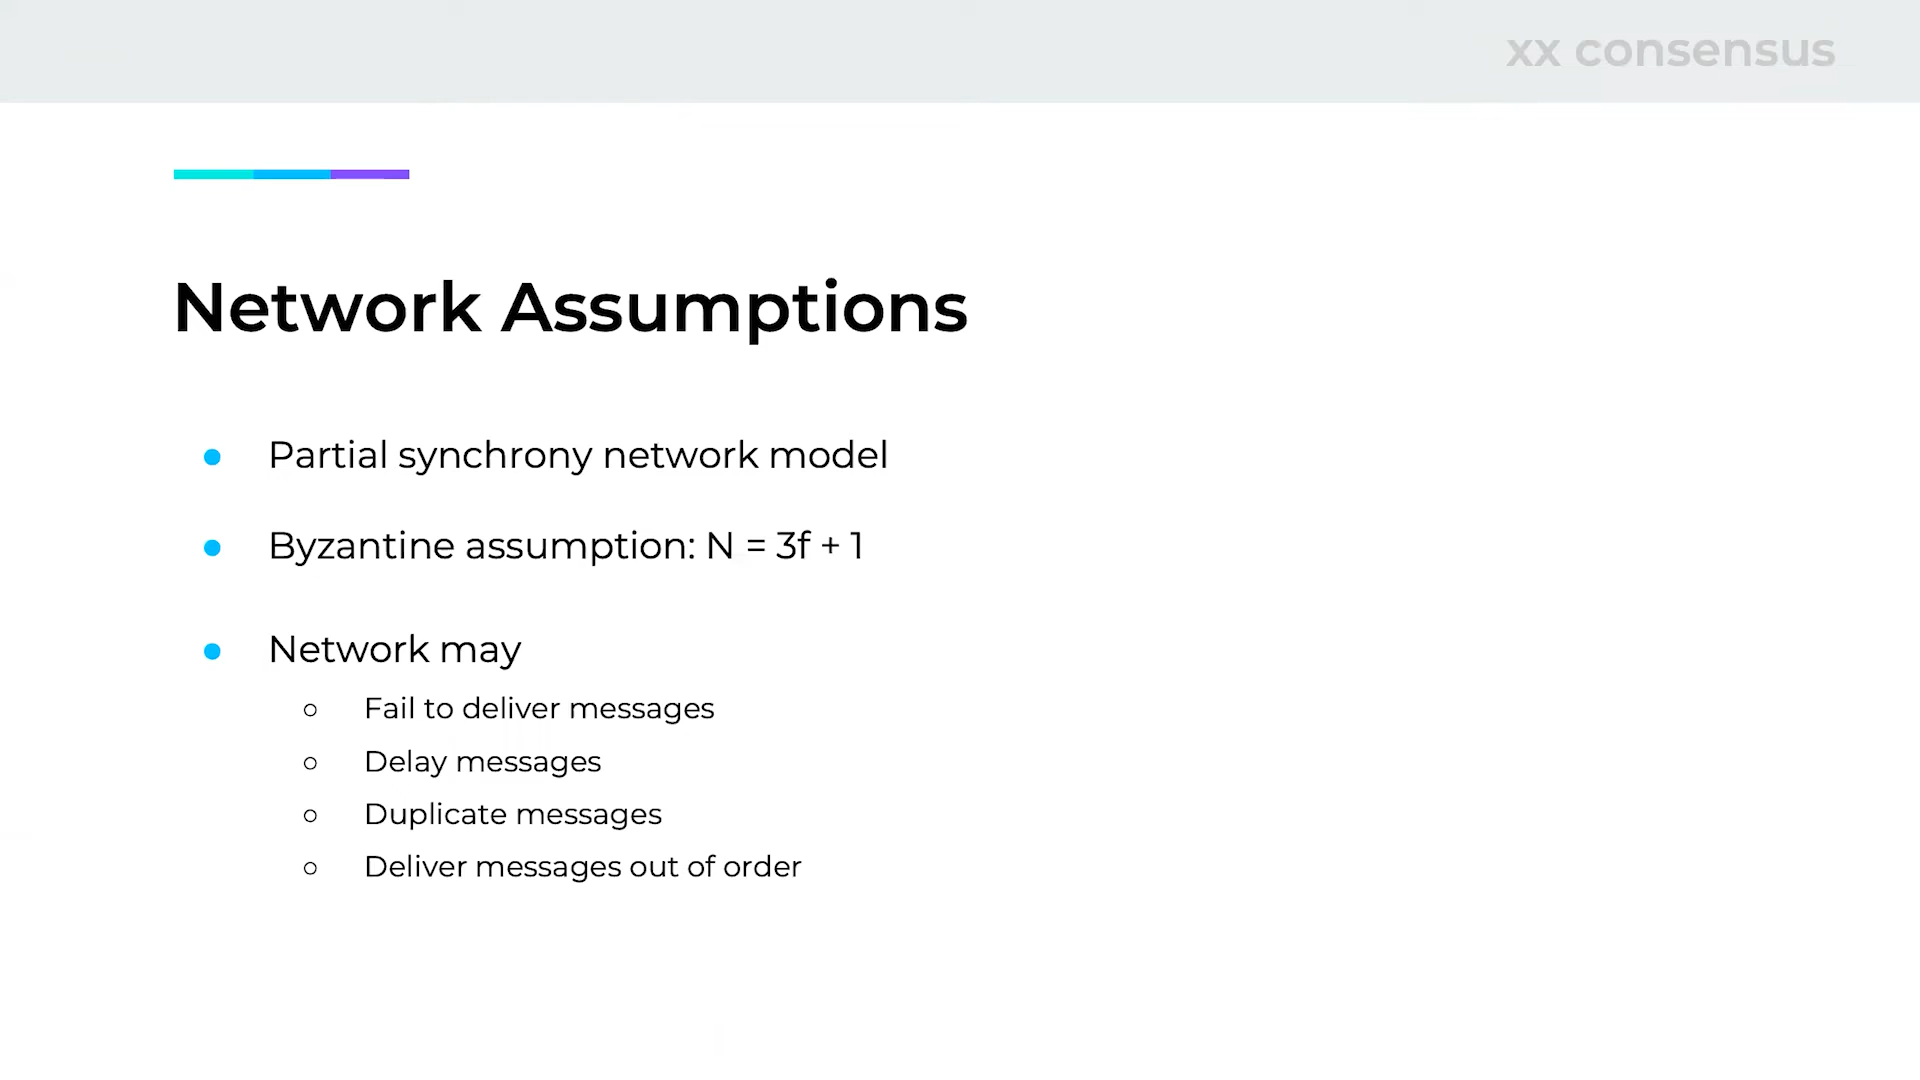 xx consensus
Network Assumptions
● Partial synchrony network model
● Byzantine assumption: N = 3f + 1
● Network may
○ Fail to deliver messages
○ Delay messages
○ Duplicate messages
○ Deliver messages out of order